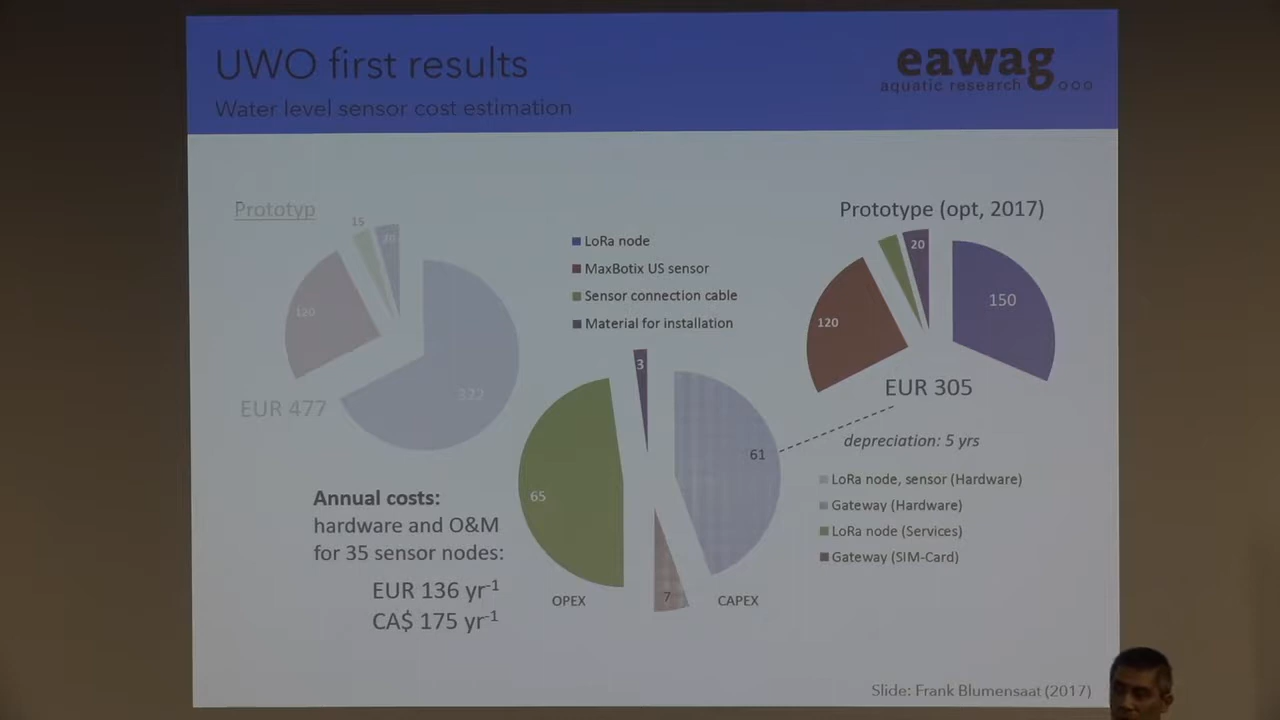 UWO first results
Water level sensor cost estimation
eawag
aquatic research
Prototyp
15
20
120
322
EUR 477
LoRa node
MaxBotix US sensor
Sensor connection cable
Material for installation
Prototype (opt, 2017)
20
150
120
EUR 305
depreciation: 5 yrs
3
61
65
7
OPEX
CAPEX
LoRa node, sensor (Hardware)
Gateway (Hardware)
LoRa node (Services)
Gateway (SIM-Card)
Annual costs:
hardware and O&M
for 35 sensor nodes:
EUR 136 yr-1
CA$ 175 yr-1
Slide: Frank Blumensaat (2017)